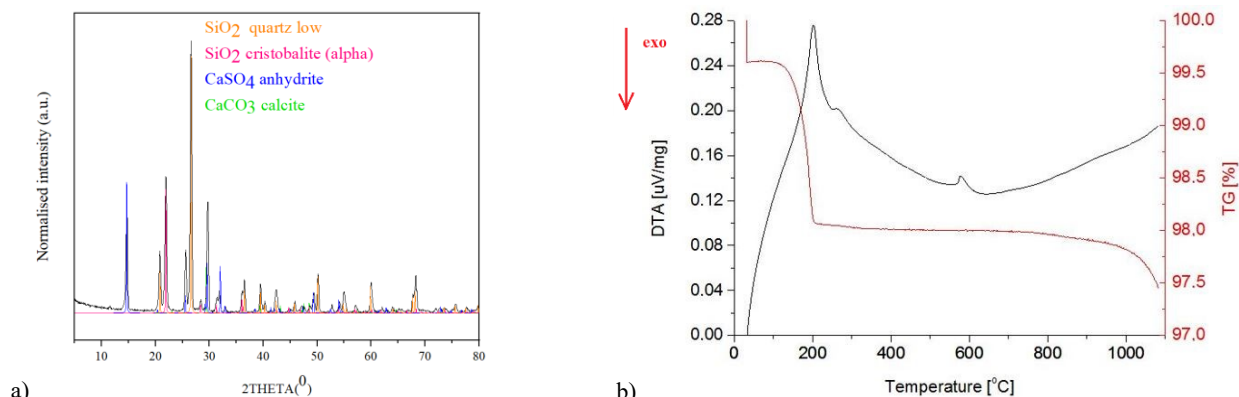 SiO2 quartz low
SiO2 cristobalite (alpha)
CaSO4 anhydrite
CaCO3 calcite
Normalised intensity (a.u.)
10 20 30 40 50 60 70 80
2THETA(0)
a)
exo
0.28
0.24
0.20
0.16
0.12
0.08
0.04
0.00
DTA [uV/mg]
100.0
99.5
99.0
98.5
98.0
97.5
97.0
TG [%]
0 200 400 600 800 1000
Temperature [°C]
b)